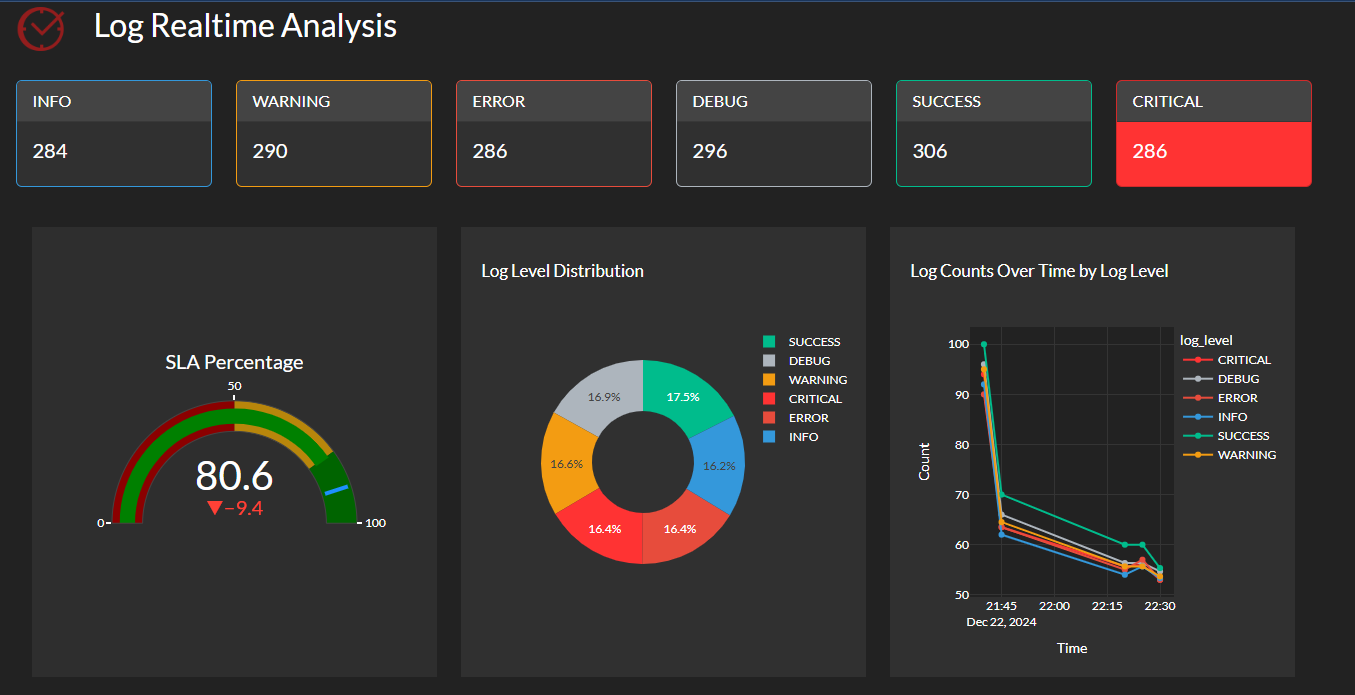 Log Realtime Analysis
INFO
284
WARNING
290
ERROR
286
DEBUG
296
SUCCESS
306
CRITICAL
286
SLA Percentage
50
0
100
80.6
▼−9.4
Log Level Distribution
17.5%
16.2%
16.4%
16.4%
16.6%
16.9%
SUCCESS
DEBUG
WARNING
CRITICAL
ERROR
INFO
Log Counts Over Time by Log Level
100
90
80
70
60
50
Count
21:45 22:00 22:15 22:30
Dec 22, 2024
Time
log_level
CRITICAL
DEBUG
ERROR
INFO
SUCCESS
WARNING